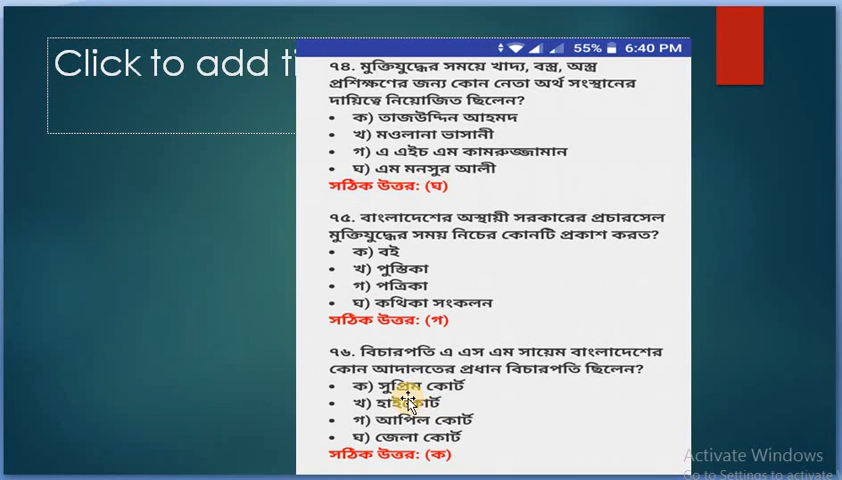 Click to add ti
55% 6:40 PM
৭৪. মুক্তিযুদ্ধের সময়ে খাদ্য, বস্ত্র, অস্ত্র
প্রশিক্ষণের জন্য কোন নেতা অর্থ সংস্থানের
দায়িত্বে নিয়োজিত ছিলেন?
• ক) তাজউদ্দিন আহমদ
• খ) মওলানা ভাসানী
• গ) এ এইচ এম কামরুজ্জামান
• ঘ) এম মনসুর আলী
সঠিক উত্তর: (ঘ)
৭৫. বাংলাদেশের অস্থায়ী সরকারের প্রচারসেল
মুক্তিযুদ্ধের সময় নিচের কোনটি প্রকাশ করত?
• ক) বই
• খ) পুস্তিকা
• গ) পত্রিকা
• ঘ) কথিকা সংকলন
সঠিক উত্তর: (গ)
৭৬. বিচারপতি এ এস এম সায়েম বাংলাদেশের
কোন আদালতের প্রধান বিচারপতি ছিলেন?
• ক) সুপ্রিম কোর্ট
• খ) হাইকোর্ট
• গ) আপিল কোর্ট
• ঘ) জেলা কোর্ট
সঠিক উত্তর: (ক)
Activate Windows
Go to Settings to activate